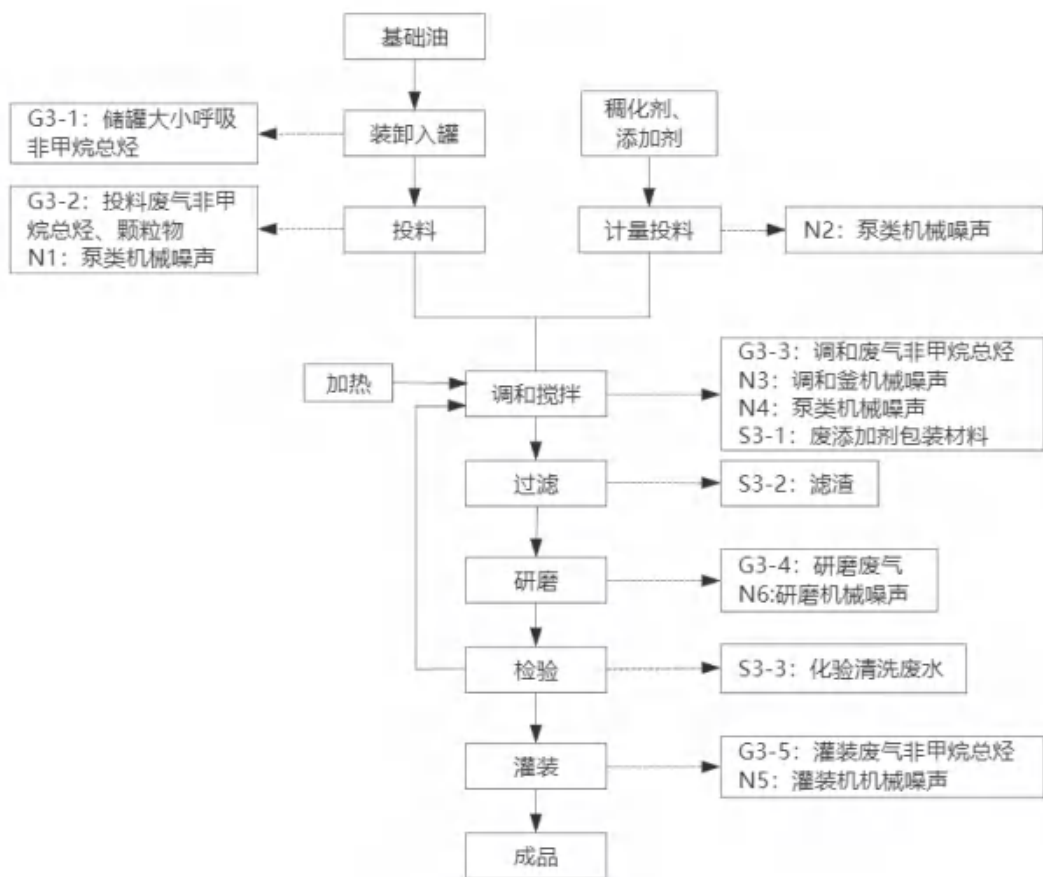 基础油
G3-1：储罐大小呼吸
非甲烷总烃
装卸入罐
稠化剂、
添加剂
G3-2：投料废气非甲
烷总烃、颗粒物
N1：泵类机械噪声
投料
计量投料
N2：泵类机械噪声
加热
调和搅拌
G3-3：调和废气非甲烷总烃
N3：调和釜机械噪声
N4：泵类机械噪声
S3-1：废添加剂包装材料
过滤
S3-2：滤渣
研磨
G3-4：研磨废气
N6:研磨机械噪声
检验
S3-3：化验清洗废水
灌装
G3-5：灌装废气非甲烷总烃
N5：灌装机机械噪声
成品